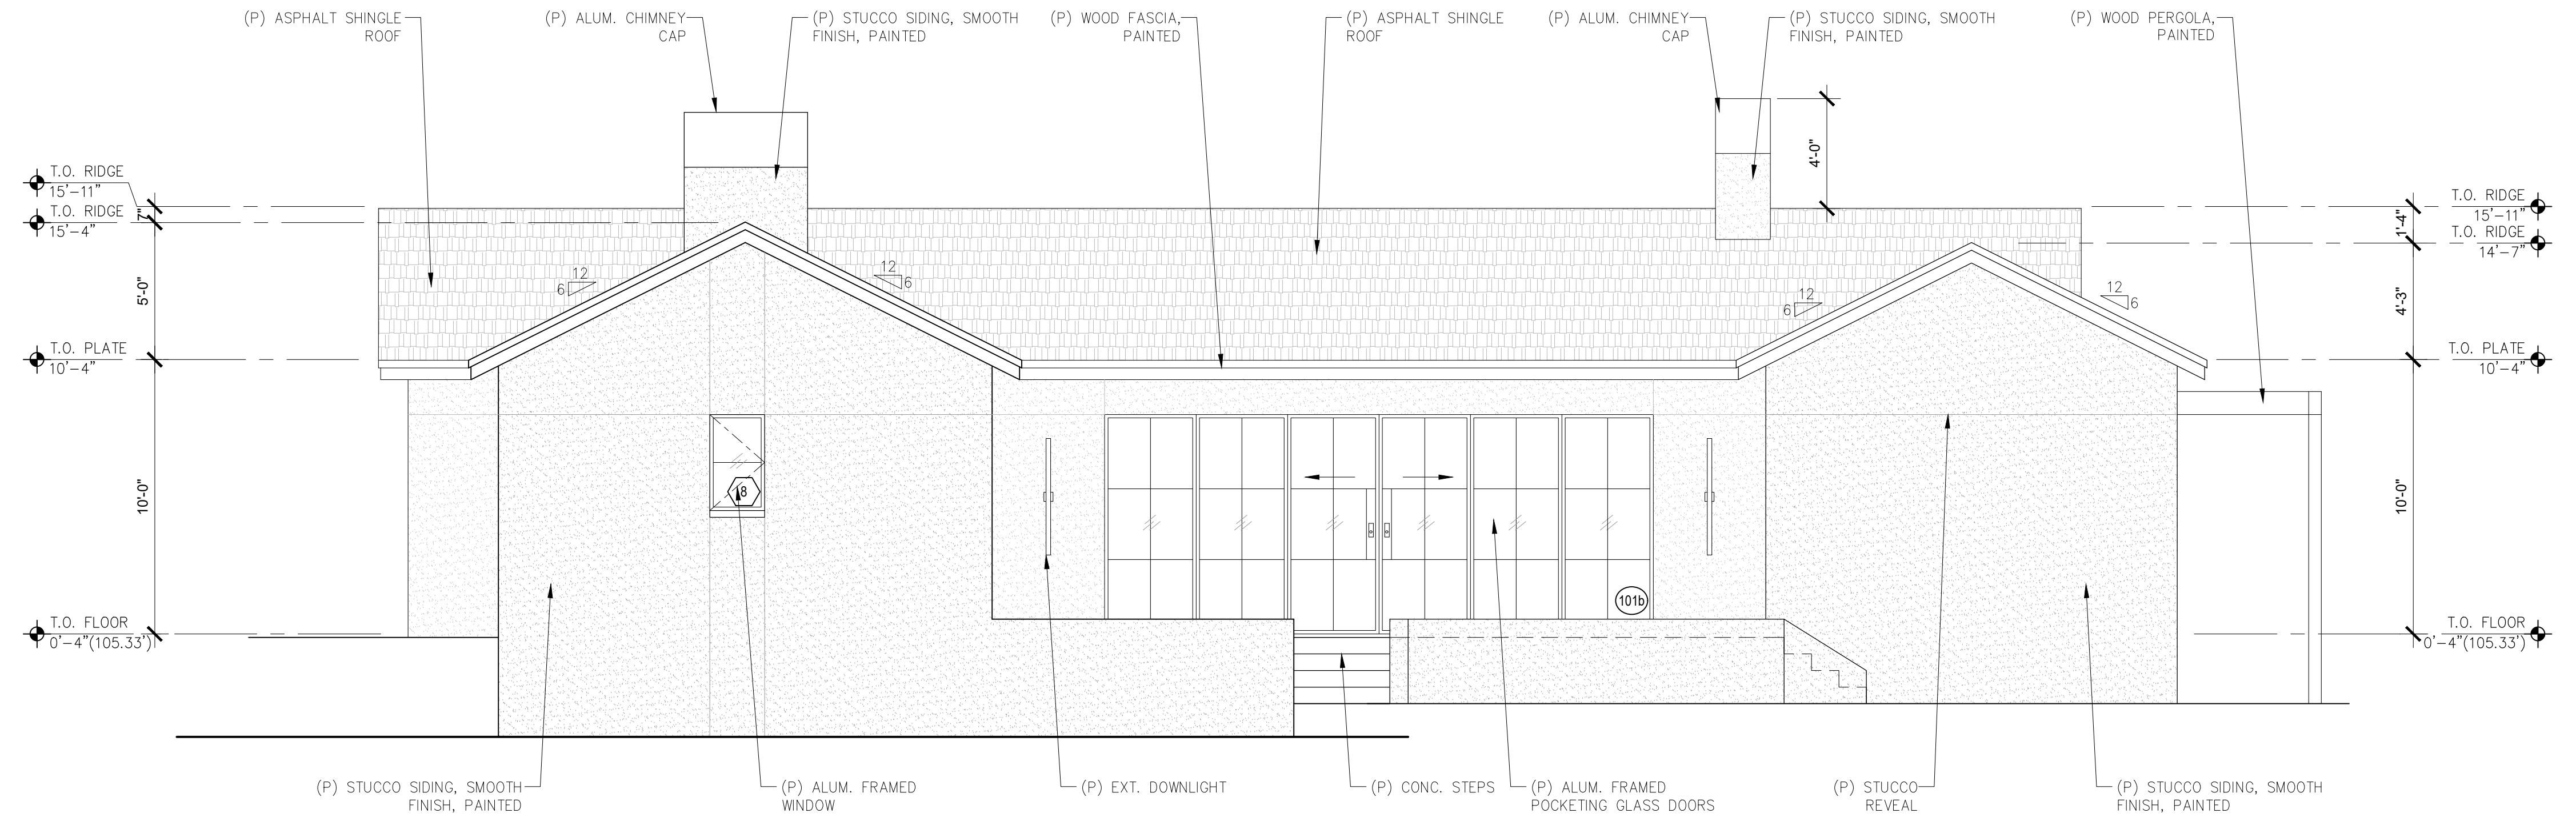 (P) ASPHALT SHINGLE
ROOF
(P) ALUM. CHIMNEY
CAP
(P) STUCCO SIDING, SMOOTH
FINISH, PAINTED
(P) WOOD FASCIA,
PAINTED
(P) ASPHALT SHINGLE
ROOF
(P) ALUM. CHIMNEY
CAP
(P) STUCCO SIDING, SMOOTH
FINISH, PAINTED
(P) WOOD PERGOLA,
PAINTED
4'-0"
T.O. RIDGE
15'-11"
7"
T.O. RIDGE
15'-4"
5'-0"
T.O. PLATE
10'-4"
10'-0"
T.O. FLOOR
0'-4"(105.33')
12
6
12
6
12
6
12
6
8
101b
T.O. RIDGE
15'-11"
1'-4"
T.O. RIDGE
14'-7"
4'-3"
T.O. PLATE
10'-4"
10'-0"
T.O. FLOOR
0'-4"(105.33')
(P) STUCCO SIDING, SMOOTH
FINISH, PAINTED
(P) ALUM. FRAMED
WINDOW
(P) EXT. DOWNLIGHT
(P) CONC. STEPS
(P) ALUM. FRAMED
POCKETING GLASS DOORS
(P) STUCCO
REVEAL
(P) STUCCO SIDING, SMOOTH
FINISH, PAINTED